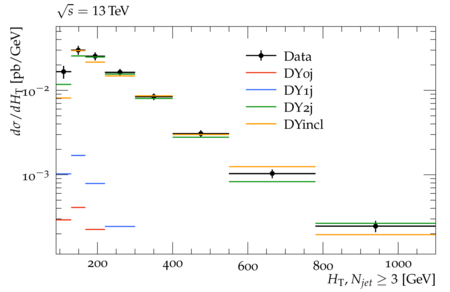 √s = 13 TeV
dσ/dH_T [pb/GeV]
10⁻²
10⁻³
Data
DY0j
DY1j
DY2j
DYincl
200 400 600 800 1000
H_T, N_jet ≥ 3 [GeV]